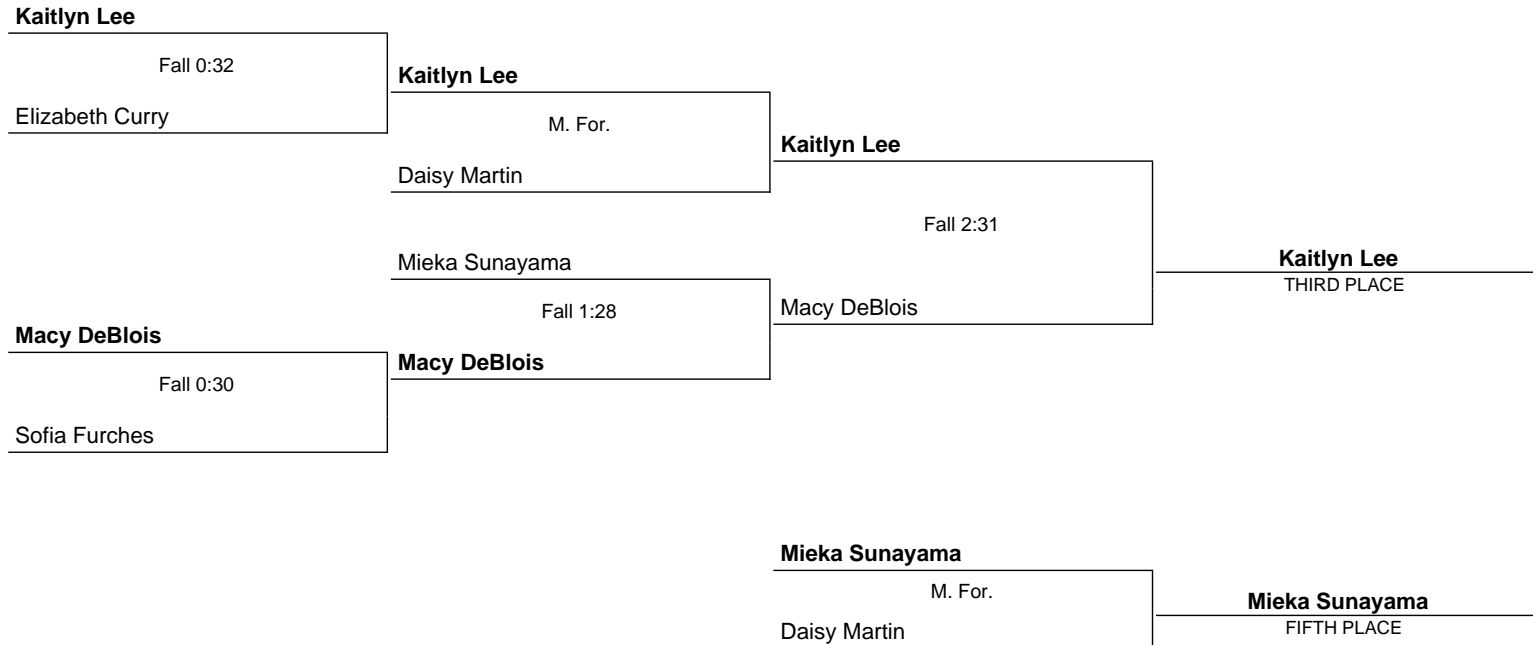 Kaitlyn Lee
Fall 0:32
Elizabeth Curry
Kaitlyn Lee
M. For.
Daisy Martin
Kaitlyn Lee
Fall 2:31
Macy DeBlois
Kaitlyn Lee
THIRD PLACE
Mieka Sunayama
Fall 1:28
Macy DeBlois
Macy DeBlois
Fall 0:30
Sofia Furches
Mieka Sunayama
M. For.
Daisy Martin
Mieka Sunayama
FIFTH PLACE